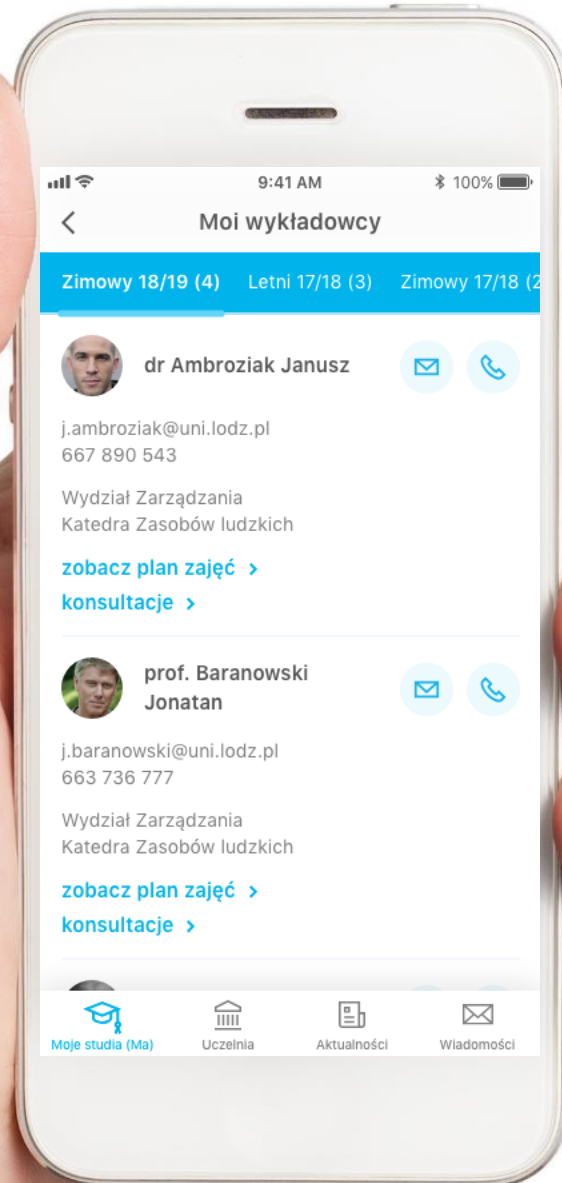 9:41 AM
100%
Moi wykładowcy
Zimowy 18/19 (4) Letni 17/18 (3) Zimowy 17/18 (2
dr Ambroziak Janusz
j.ambroziak@uni.lodz.pl
667 890 543
Wydział Zarządzania
Katedra Zasobów ludzkich
zobacz plan zajęć >
konsultacje >
prof. Baranowski
Jonatan
j.baranowski@uni.lodz.pl
663 736 777
Wydział Zarządzania
Katedra Zasobów ludzkich
zobacz plan zajęć >
konsultacje >
Moje studia (Ma) Uczelnia Aktualności Wiadomości